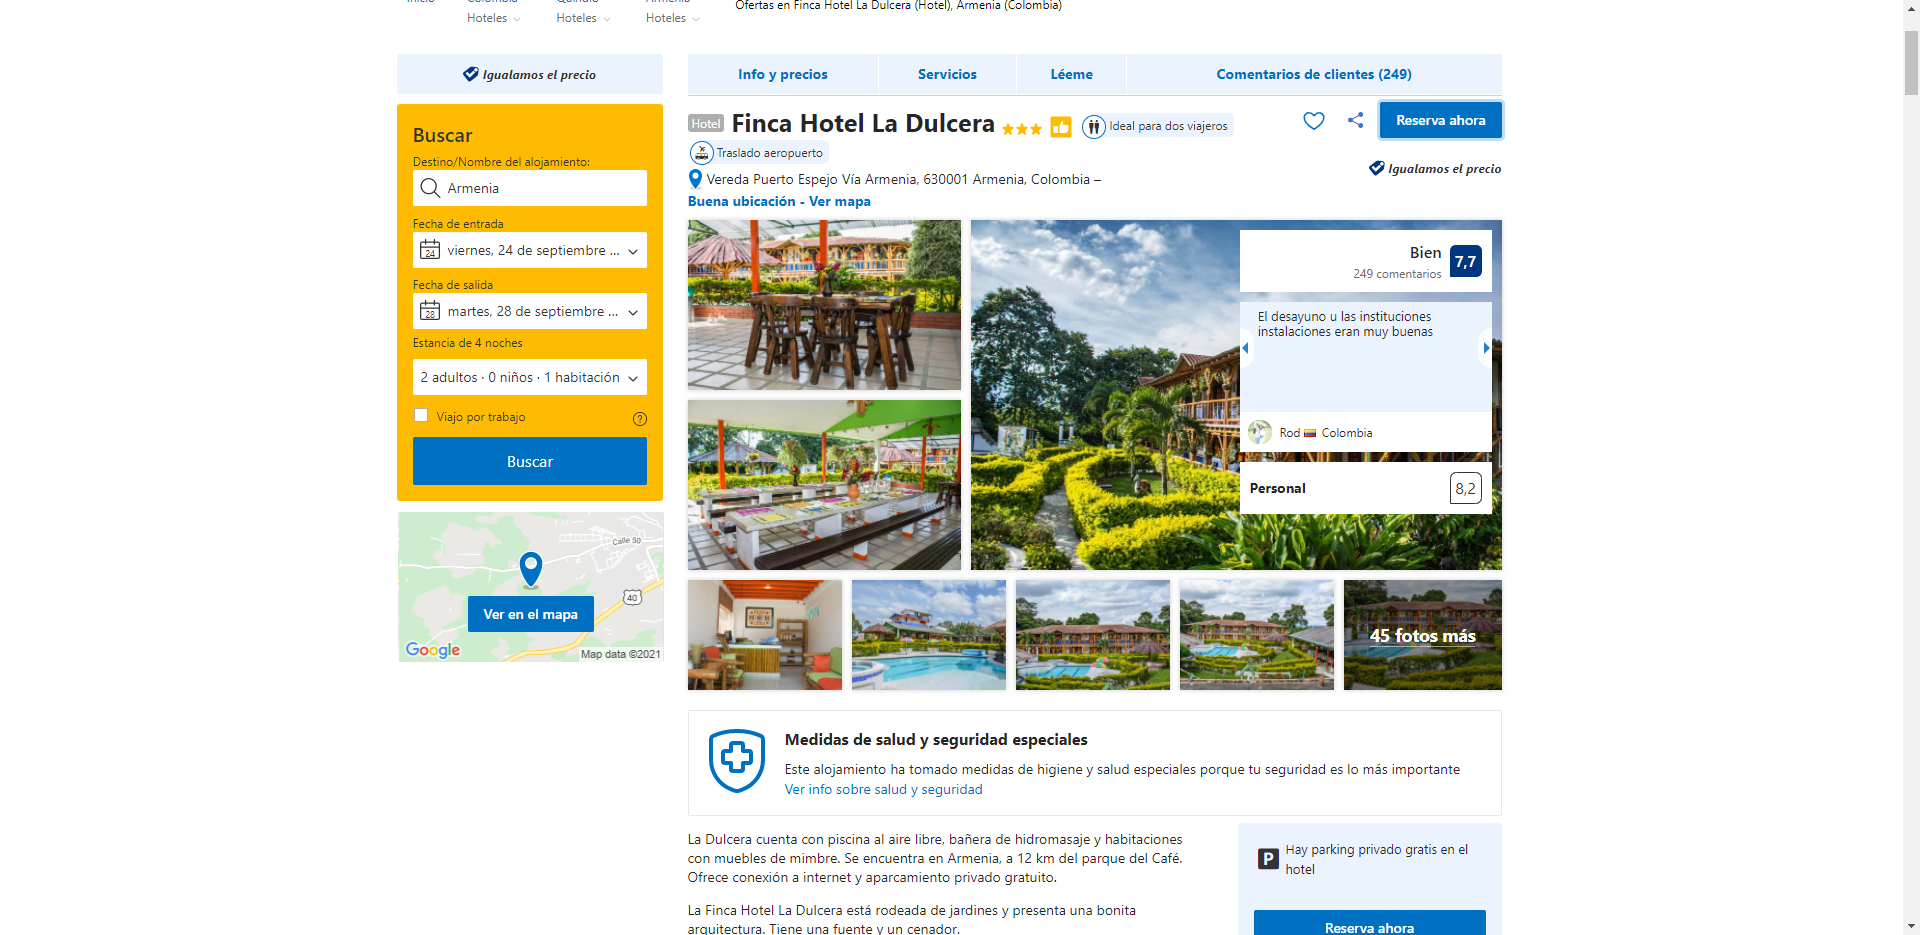 Inicio
Colombia
Hoteles
Quindío
Hoteles
Armenia
Hoteles
Ofertas en Finca Hotel La Dulcera (Hotel), Armenia (Colombia)
Igualamos el precio
Info y precios
Servicios
Léeme
Comentarios de clientes (249)
Buscar
Destino/Nombre del alojamiento:
Armenia
Fecha de entrada
24
viernes, 24 de septiembre ...
Fecha de salida
28
martes, 28 de septiembre ...
Estancia de 4 noches
2 adultos · 0 niños · 1 habitación
Viajo por trabajo
?
Buscar
Calle 50
40
Ver en el mapa
Google
Map data ©2021
Hotel
Finca Hotel La Dulcera
Ideal para dos viajeros
Reserva ahora
Traslado aeropuerto
Igualamos el precio
Vereda Puerto Espejo Vía Armenia, 630001 Armenia, Colombia –
Buena ubicación - Ver mapa
Bien
249 comentarios
7,7
El desayuno u las instituciones
instalaciones eran muy buenas
Rod
Colombia
Personal
8,2
45 fotos más
Medidas de salud y seguridad especiales
Este alojamiento ha tomado medidas de higiene y salud especiales porque tu seguridad es lo más importante
Ver info sobre salud y seguridad
La Dulcera cuenta con piscina al aire libre, bañera de hidromasaje y habitaciones
con muebles de mimbre. Se encuentra en Armenia, a 12 km del parque del Café.
Ofrece conexión a internet y aparcamiento privado gratuito.
La Finca Hotel La Dulcera está rodeada de jardines y presenta una bonita
arquitectura. Tiene una fuente y un cenador.
P
Hay parking privado gratis en el
hotel
Reserva ahora